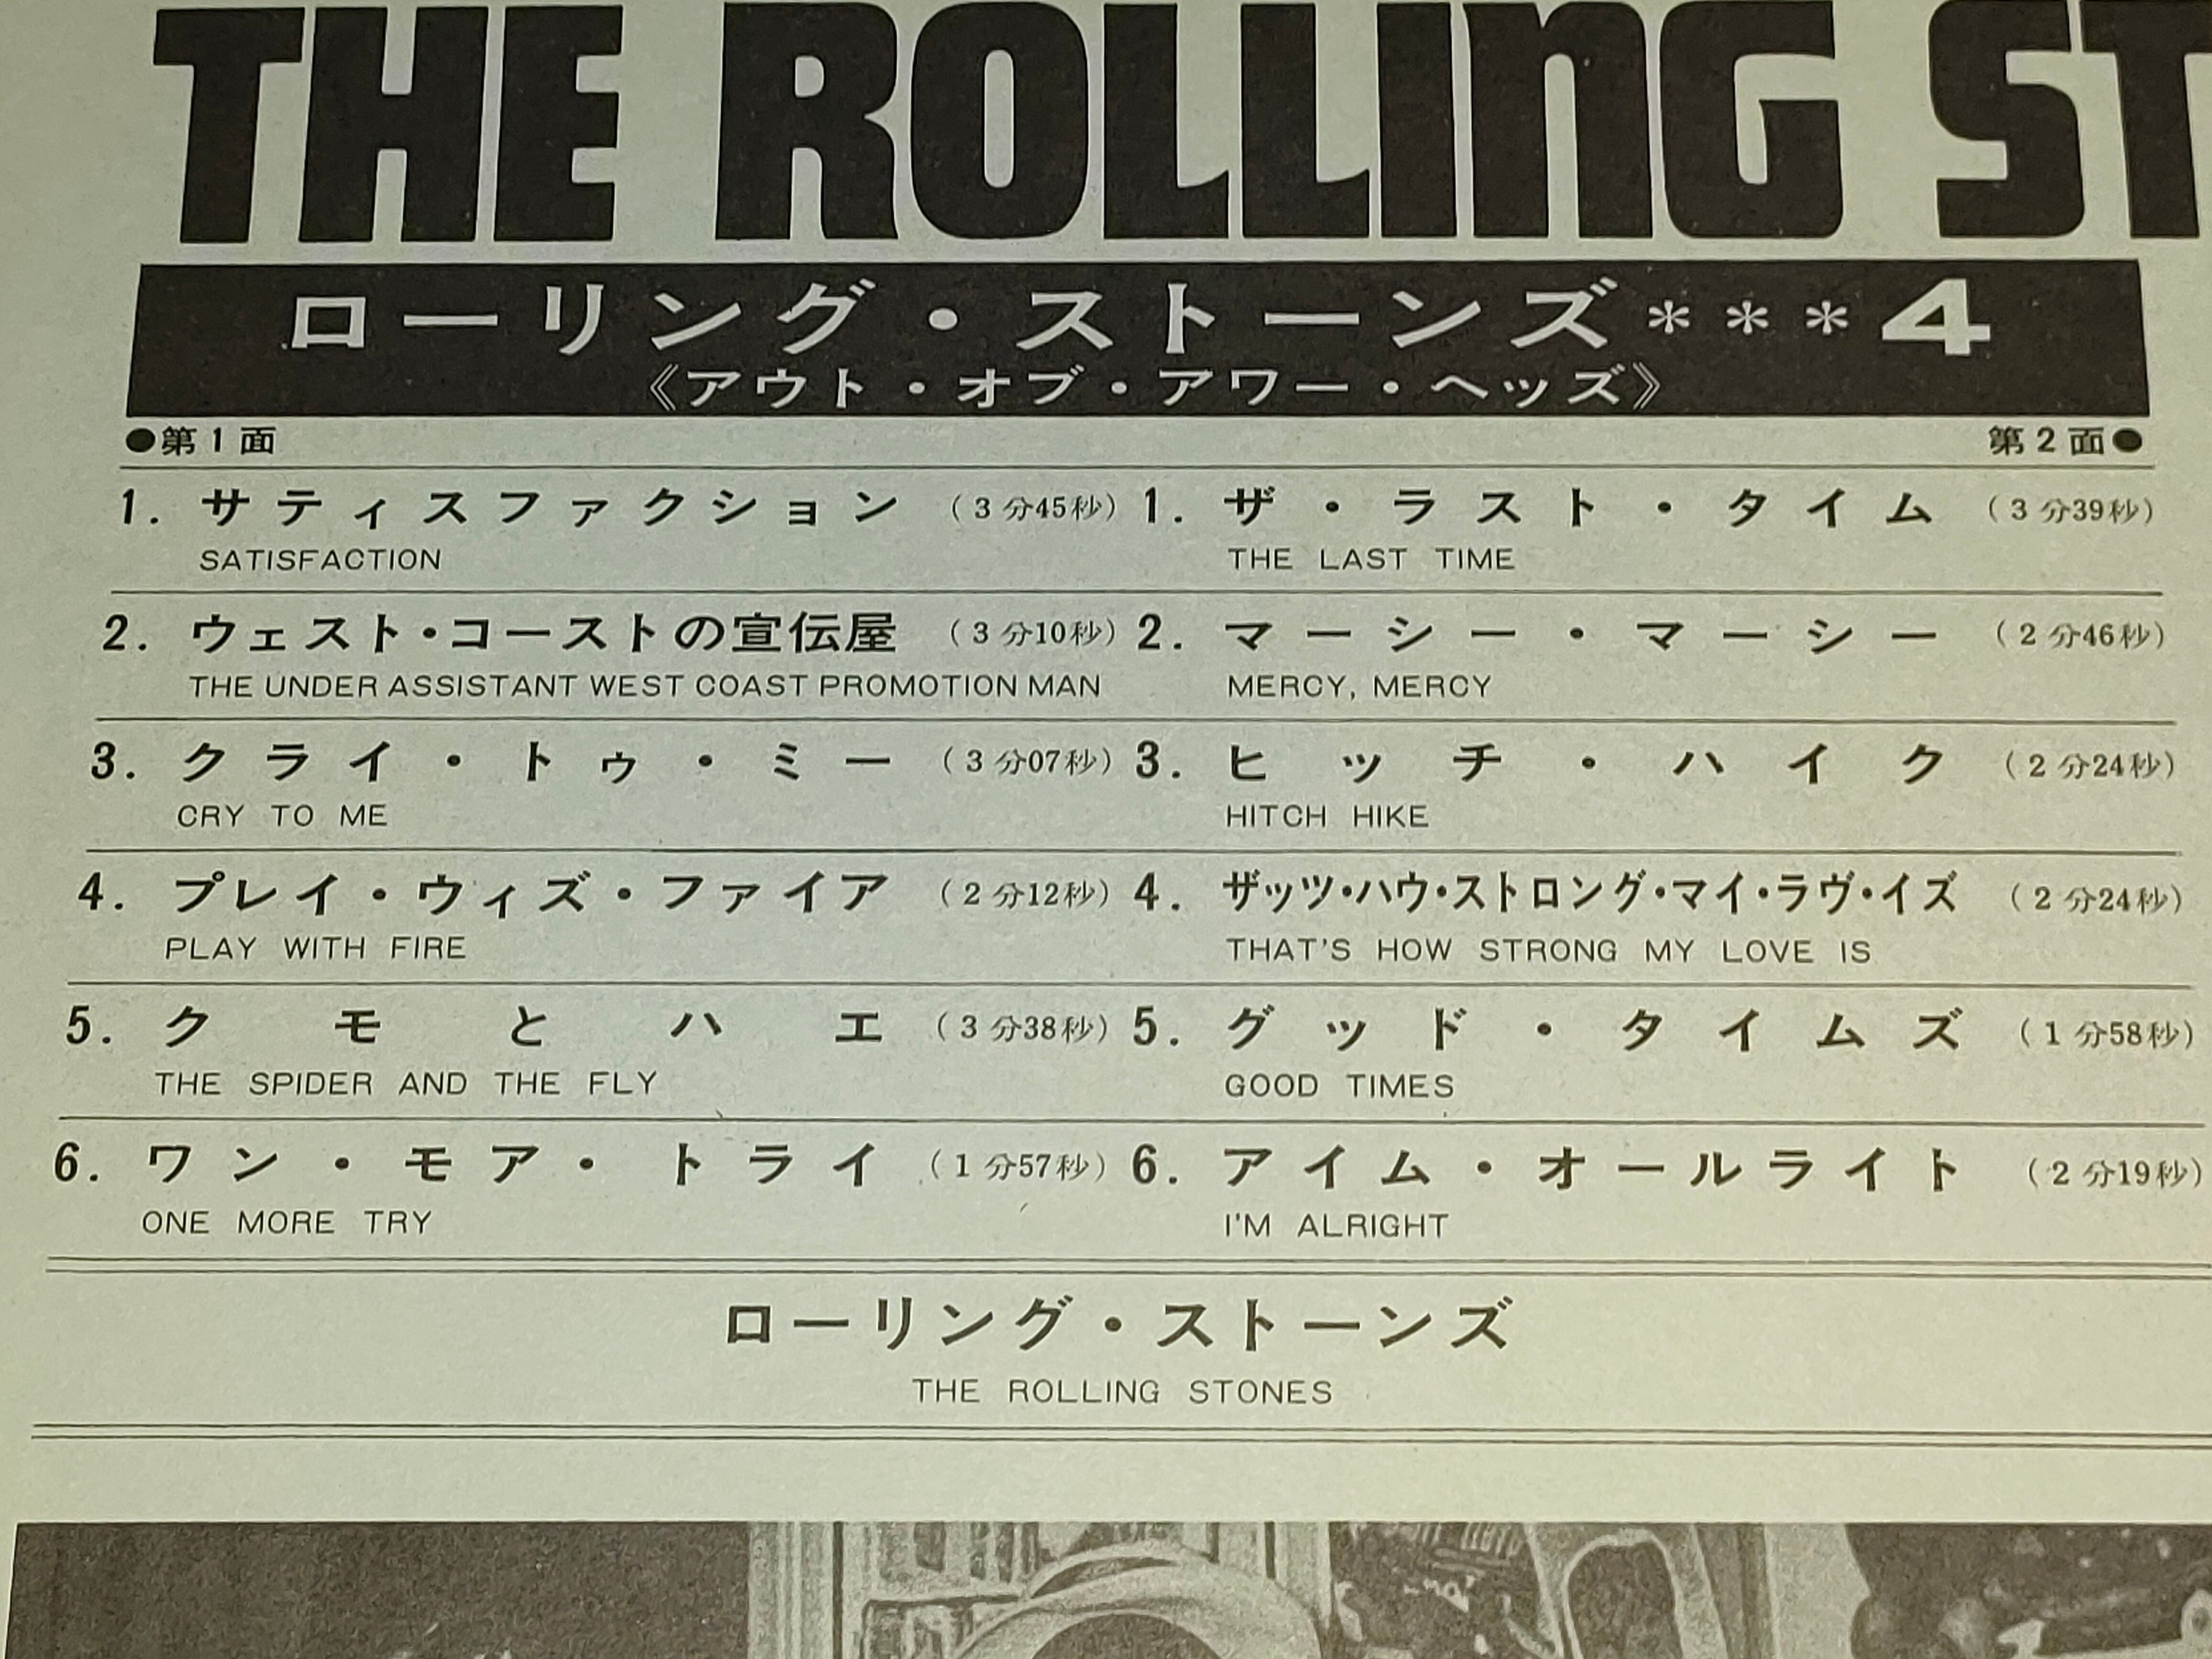 THE ROLLING ST
ローリング・ストーンズ＊＊＊4
《アウト・オブ・アワー・ヘッズ》
●第1面
1. サティスファクション (3分45秒)
SATISFACTION
2. ウェスト・コーストの宣伝屋 (3分10秒)
THE UNDER ASSISTANT WEST COAST PROMOTION MAN
3. クライ・トゥ・ミー (3分07秒)
CRY TO ME
4. プレイ・ウィズ・ファイア (2分12秒)
PLAY WITH FIRE
5. クモとハエ (3分38秒)
THE SPIDER AND THE FLY
6. ワン・モア・トライ (1分57秒)
ONE MORE TRY
第2面●
1. ザ・ラスト・タイム (3分39秒)
THE LAST TIME
2. マーシー・マーシー (2分46秒)
MERCY, MERCY
3. ヒッチ・ハイク (2分24秒)
HITCH HIKE
4. ザッツ・ハウ・ストロング・マイ・ラヴ・イズ (2分24秒)
THAT'S HOW STRONG MY LOVE IS
5. グッド・タイムズ (1分58秒)
GOOD TIMES
6. アイム・オールライト (2分19秒)
I'M ALRIGHT
ローリング・ストーンズ
THE ROLLING STONES